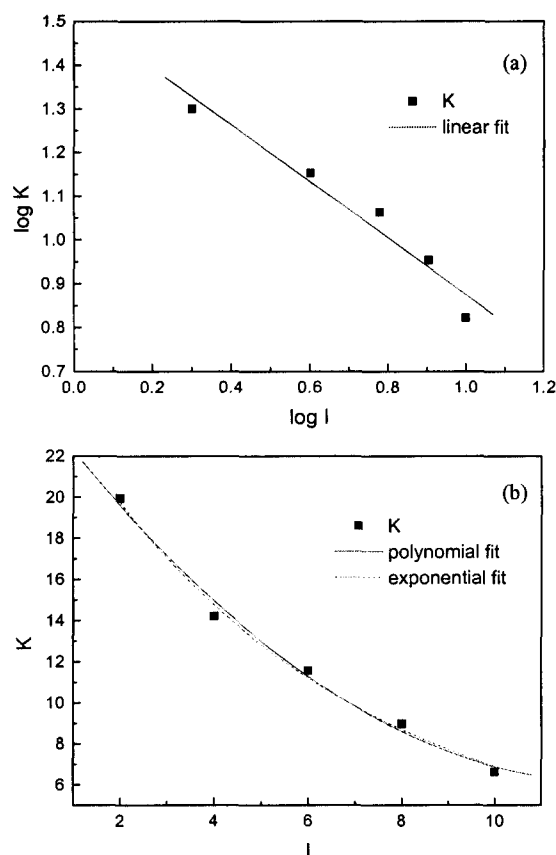 1.5
1.4
1.3
1.2
1.1
1.0
0.9
0.8
0.7
0.0 0.2 0.4 0.6 0.8 1.0 1.2
log K
log I
(a)
K
linear fit
22
20
18
16
14
12
10
8
6
2 4 6 8 10
K
I
(b)
K
polynomial fit
exponential fit